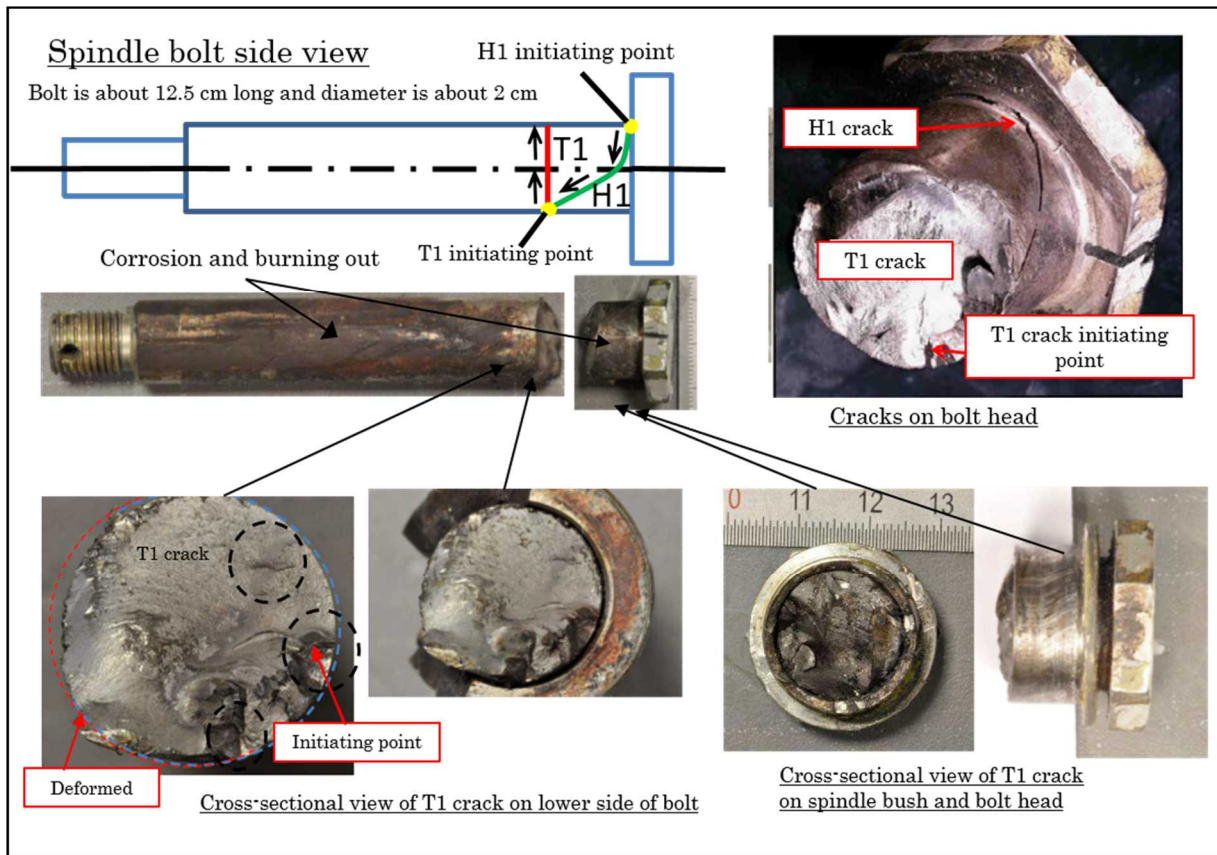 Spindle bolt side view
Bolt is about 12.5 cm long and diameter is about 2 cm
H1 initiating point
T1
H1
T1 initiating point
Corrosion and burning out
H1 crack
T1 crack
T1 crack initiating
point
Cracks on bolt head
T1 crack
Initiating point
Deformed
Cross-sectional view of T1 crack on lower side of bolt
0 11 12 13
Cross-sectional view of T1 crack
on spindle bush and bolt head